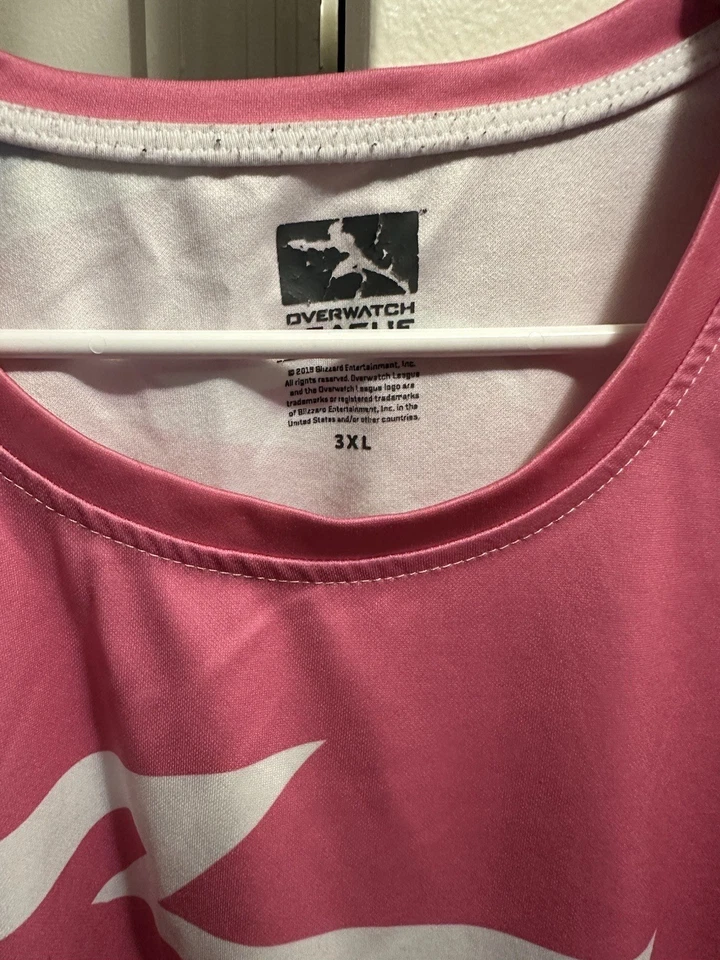 OVERWATCH
LEAGUE
© 2019 Blizzard Entertainment, Inc.
All rights reserved. Overwatch League
and the Overwatch League logo are
trademarks or registered trademarks
of Blizzard Entertainment, Inc. in the
United States and/or other countries.
3XL